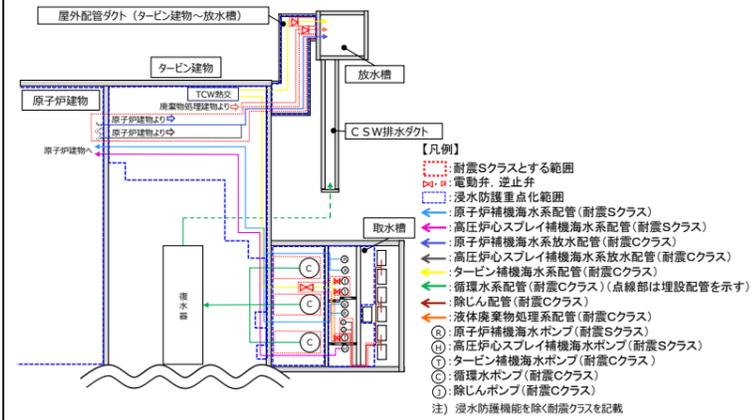 屋外配管ダクト（タービン建物～放水槽）
放水槽
タービン建物
TCW熱交
原子炉建物
廃棄物処理建物より⇨
原子炉建物より⇨
原子炉建物より⇨
原子炉建物へ
ＣＳＷ排水ダクト
取水槽
復水器
C
C
C
【凡例】
：耐震Sクラスとする範囲
：電動弁、逆止弁
：浸水防護重点化範囲
：原子炉補機海水系配管（耐震Sクラス）
：高圧炉心スプレイ補機海水系配管（耐震Sクラス）
：原子炉補機海水系放水配管（耐震Cクラス）
：高圧炉心スプレイ補機海水系放水配管（耐震Cクラス）
：タービン補機海水系配管（耐震Cクラス）
：循環水系配管（耐震Cクラス）（点線部は埋設配管を示す）
：除じん配管（耐震Cクラス）
：液体廃棄物処理系配管（耐震Cクラス）
Ⓡ：原子炉補機海水ポンプ（耐震Sクラス）
Ⓗ：高圧炉心スプレイ補機海水ポンプ（耐震Sクラス）
Ⓣ：タービン補機海水ポンプ（耐震Cクラス）
Ⓒ：循環水ポンプ（耐震Cクラス）
Ⓙ：除じんポンプ（耐震Cクラス）
注）浸水防護機能を除く耐震クラスを記載